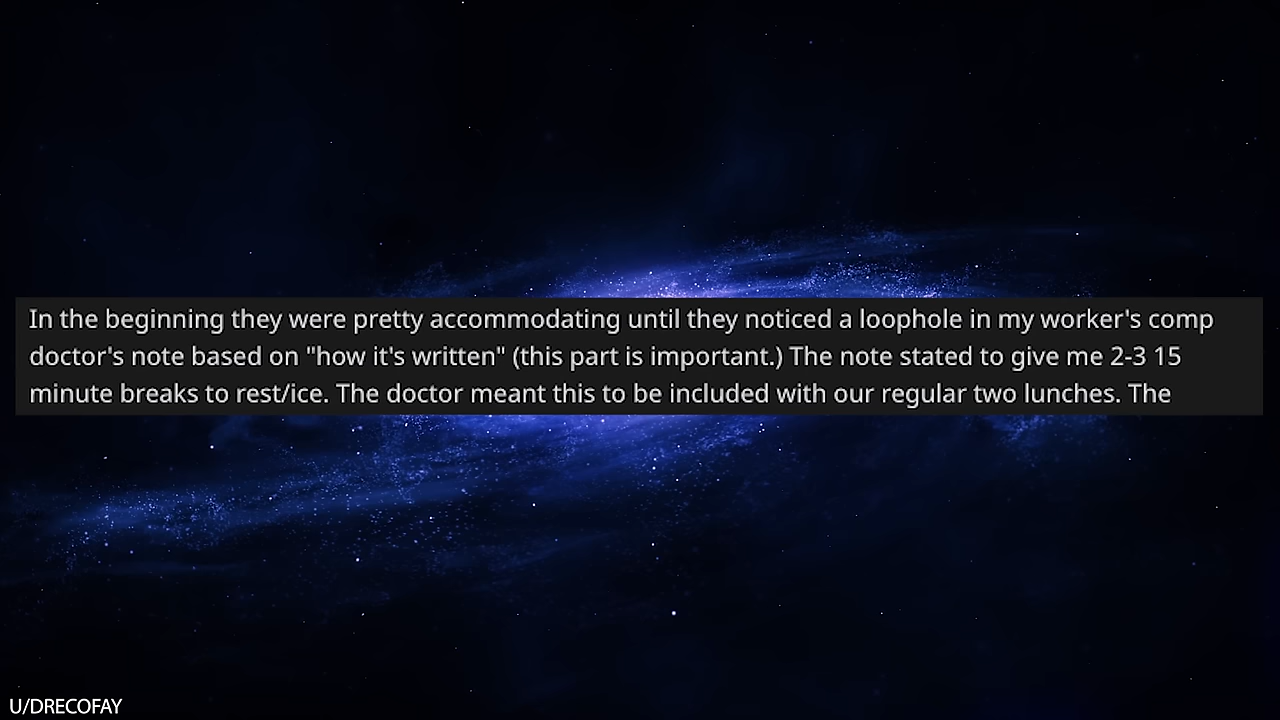 In the beginning they were pretty accommodating until they noticed a loophole in my worker's comp
doctor's note based on "how it's written" (this part is important.) The note stated to give me 2-3 15
minute breaks to rest/ice. The doctor meant this to be included with our regular two lunches. The
U/DRECOFAY